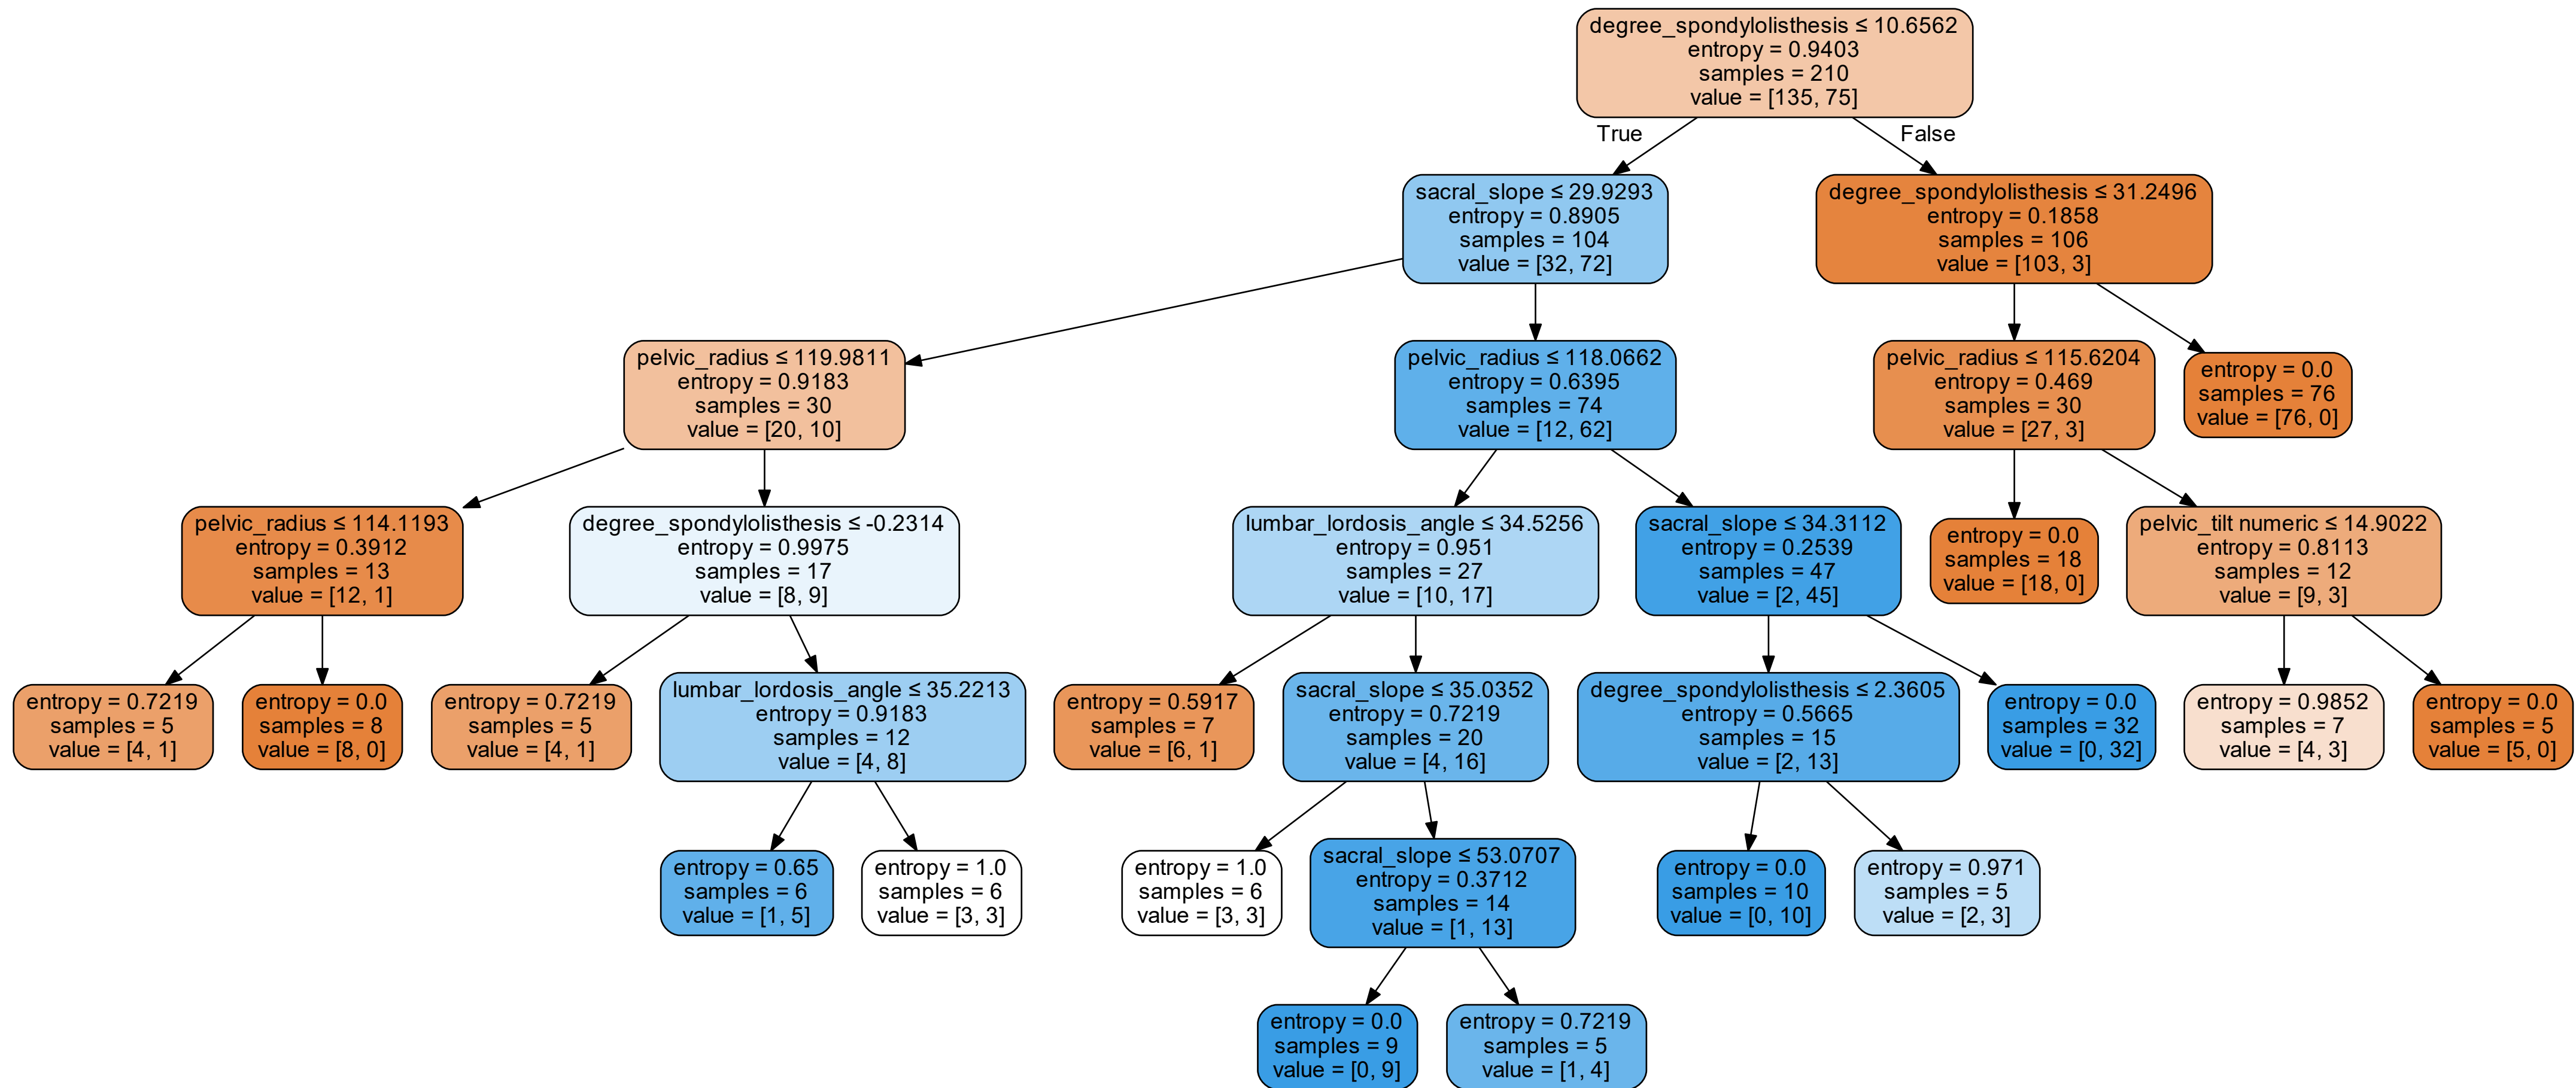 degree_spondylolisthesis ≤ 10.6562
entropy = 0.9403
samples = 210
value = [135, 75]
True
False
sacral_slope ≤ 29.9293
entropy = 0.8905
samples = 104
value = [32, 72]
degree_spondylolisthesis ≤ 31.2496
entropy = 0.1858
samples = 106
value = [103, 3]
pelvic_radius ≤ 119.9811
entropy = 0.9183
samples = 30
value = [20, 10]
pelvic_radius ≤ 118.0662
entropy = 0.6395
samples = 74
value = [12, 62]
pelvic_radius ≤ 115.6204
entropy = 0.469
samples = 30
value = [27, 3]
entropy = 0.0
samples = 76
value = [76, 0]
pelvic_radius ≤ 114.1193
entropy = 0.3912
samples = 13
value = [12, 1]
degree_spondylolisthesis ≤ -0.2314
entropy = 0.9975
samples = 17
value = [8, 9]
lumbar_lordosis_angle ≤ 34.5256
entropy = 0.951
samples = 27
value = [10, 17]
sacral_slope ≤ 34.3112
entropy = 0.2539
samples = 47
value = [2, 45]
entropy = 0.0
samples = 18
value = [18, 0]
pelvic_tilt numeric ≤ 14.9022
entropy = 0.8113
samples = 12
value = [9, 3]
entropy = 0.7219
samples = 5
value = [4, 1]
entropy = 0.0
samples = 8
value = [8, 0]
entropy = 0.7219
samples = 5
value = [4, 1]
lumbar_lordosis_angle ≤ 35.2213
entropy = 0.9183
samples = 12
value = [4, 8]
entropy = 0.5917
samples = 7
value = [6, 1]
sacral_slope ≤ 35.0352
entropy = 0.7219
samples = 20
value = [4, 16]
degree_spondylolisthesis ≤ 2.3605
entropy = 0.5665
samples = 15
value = [2, 13]
entropy = 0.0
samples = 32
value = [0, 32]
entropy = 0.9852
samples = 7
value = [4, 3]
entropy = 0.0
samples = 5
value = [5, 0]
entropy = 0.65
samples = 6
value = [1, 5]
entropy = 1.0
samples = 6
value = [3, 3]
entropy = 1.0
samples = 6
value = [3, 3]
sacral_slope ≤ 53.0707
entropy = 0.3712
samples = 14
value = [1, 13]
entropy = 0.0
samples = 10
value = [0, 10]
entropy = 0.971
samples = 5
value = [2, 3]
entropy = 0.0
samples = 9
value = [0, 9]
entropy = 0.7219
samples = 5
value = [1, 4]